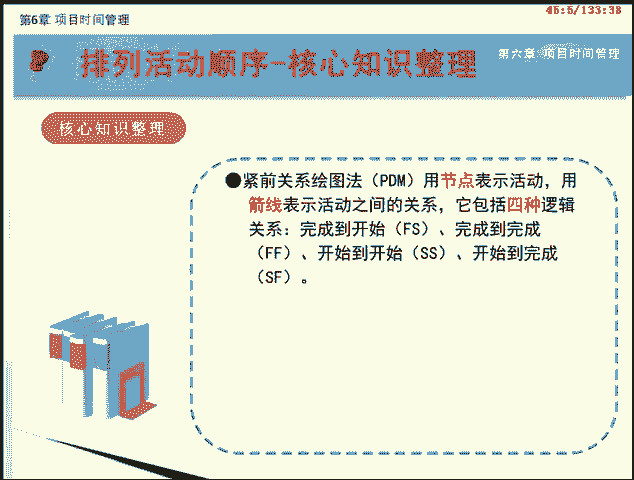 第6章 项目时间管理
46:5/133:38
排列活动顺序-核心知识整理
第六章 项目时间管理
核心知识整理
●紧前关系绘图法（PDM）用节点表示活动，用
箭线表示活动之间的关系，它包括四种逻辑
关系：完成到开始（FS）、完成到完成
（FF）、开始到开始（SS）、开始到完成
（SF）。